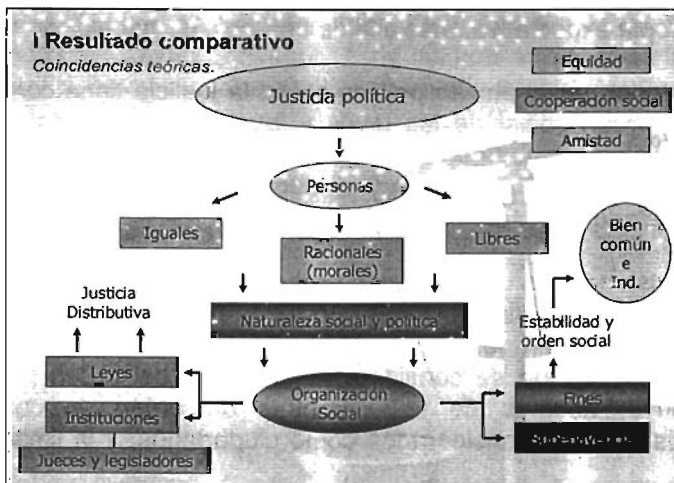 I Resultado comparativo
Coincidencias teóricas.
Justicia política
Equidad
Cooperación social
Amistad
Personas
Iguales
Racionales
(morales)
Libres
Bien
común
e
Ind.
Justicia
Distributiva
Naturaleza social y política
Estabilidad y
orden social
Leyes
Instituciones
Jueces y legisladores
Organización
Social
Fines